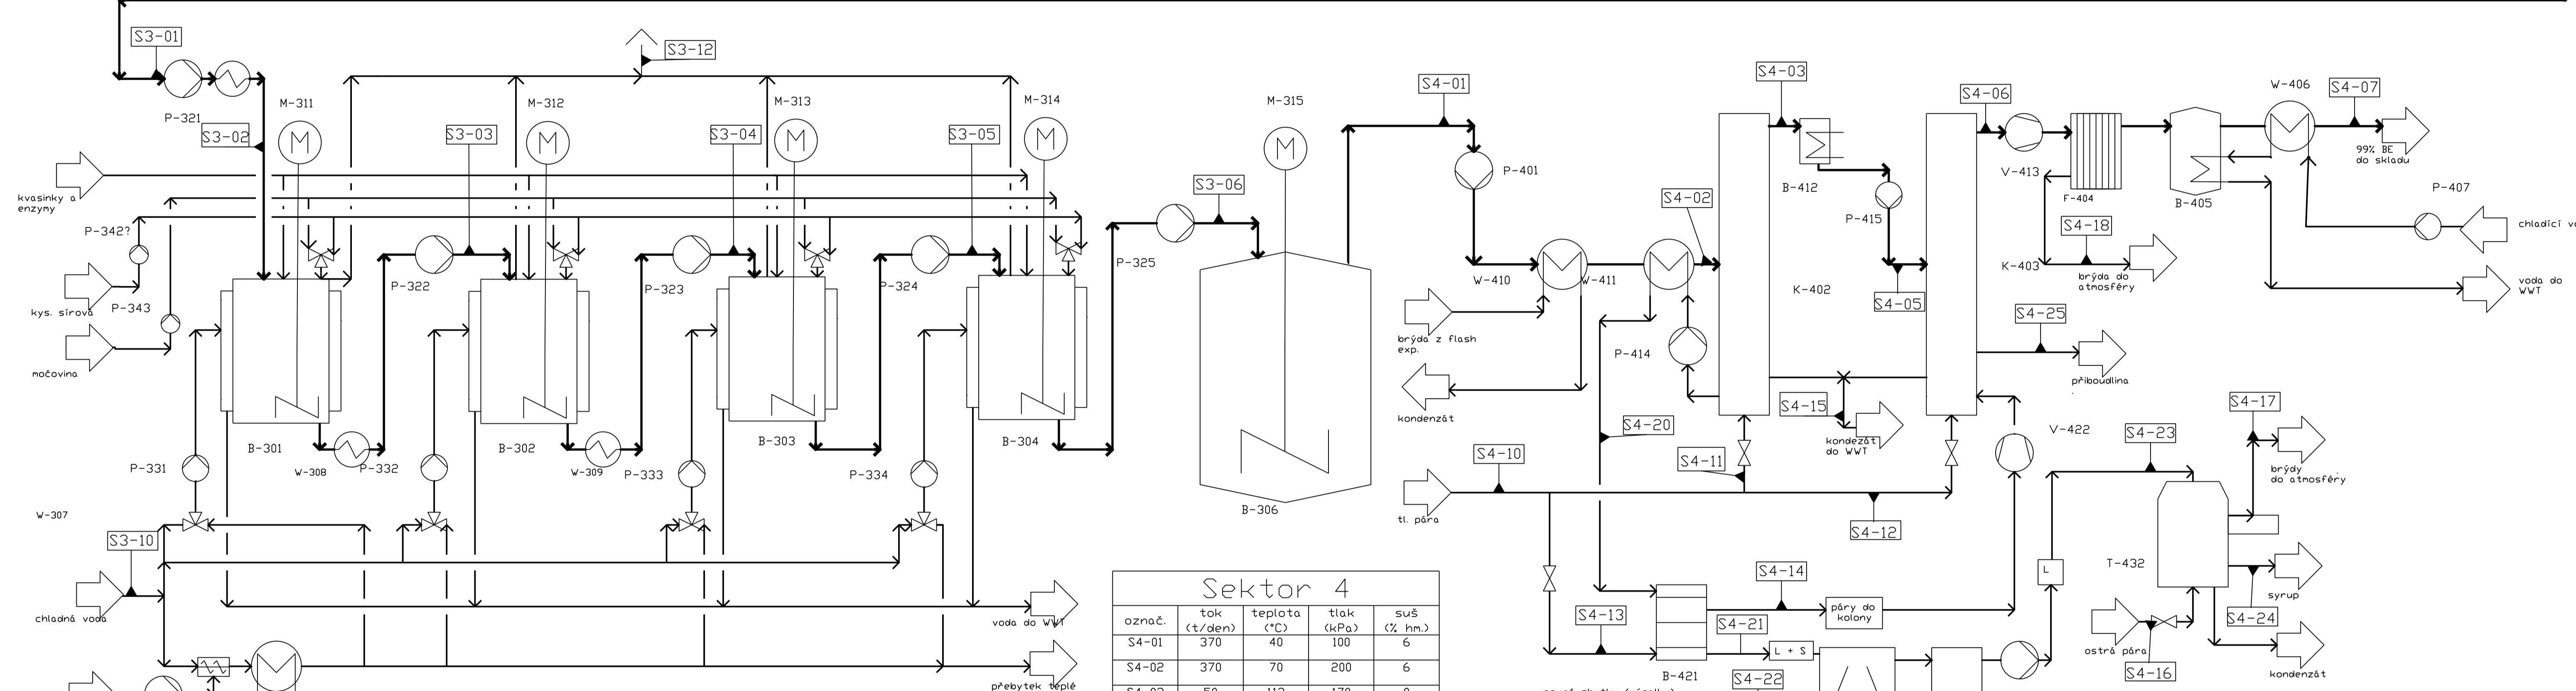 S3-01
S3-12
P-321
S3-02
M-311
M
S3-03
M-312
M
S3-04
M-313
M
S3-05
M-314
M
M-315
M
S3-06
kvasinky a
enzymy
P-342?
kys. sírová
P-343
močovina
P-322
P-323
P-324
P-325
B-301
B-302
B-303
B-304
B-306
P-331
W-308
P-332
W-309
P-333
P-334
W-307
S3-10
chladná voda
voda do WWT
přebytek teplé
S4-01
P-401
W-410
W-411
S4-02
S4-03
B-412
P-415
K-402
K-403
S4-05
S4-06
V-413
F-404
B-405
W-406
S4-07
99% BE
do skladu
P-407
S4-18
brýda do
atmosféry
voda do
WWT
S4-25
přiboudlina
brýda z flash
exp.
kondenzát
P-414
S4-15
kondezát
do WWT
S4-20
S4-10
tl. pára
S4-11
S4-12
V-422
S4-23
S4-17
brýdy
do atmosféry
T-432
L
syrup
S4-24
ostrá pára
S4-16
kondenzát
S4-13
S4-14
páry do
kolony
S4-21
L + S
B-421
S4-22
Sektor 4
označ. tok teplota tlak suš
(t/den) (°C) (kPa) (% hm.)
S4-01 370 40 100 6
S4-02 370 70 200 6